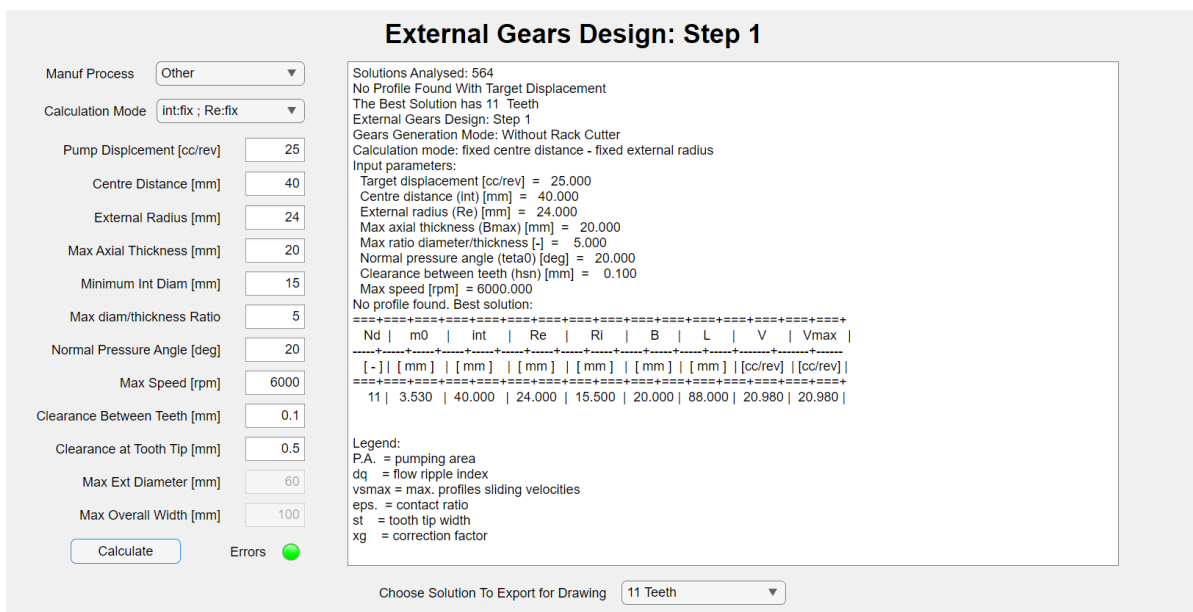 External Gears Design: Step 1
Manuf Process Other
Calculation Mode int:fix ; Re:fix
Pump Displcement [cc/rev] 25
Centre Distance [mm] 40
External Radius [mm] 24
Max Axial Thickness [mm] 20
Minimum Int Diam [mm] 15
Max diam/thickness Ratio 5
Normal Pressure Angle [deg] 20
Max Speed [rpm] 6000
Clearance Between Teeth [mm] 0.1
Clearance at Tooth Tip [mm] 0.5
Max Ext Diameter [mm] 60
Max Overall Width [mm] 100
Calculate Errors
Solutions Analysed: 564
No Profile Found With Target Displacement
The Best Solution has 11 Teeth
External Gears Design: Step 1
Gears Generation Mode: Without Rack Cutter
Calculation mode: fixed centre distance - fixed external radius
Input parameters:
Target displacement [cc/rev] = 25.000
Centre distance (int) [mm] = 40.000
External radius (Re) [mm] = 24.000
Max axial thickness (Bmax) [mm] = 20.000
Max ratio diameter/thickness [-] = 5.000
Normal pressure angle (teta0) [deg] = 20.000
Clearance between teeth (hsn) [mm] = 0.100
Max speed [rpm] = 6000.000
No profile found. Best solution:
===+===+===+===+===+===+===+===+===+===+===+===+===+===+===+
Nd | m0 | int | Re | Ri | B | L | V | Vmax |
-----+-----+-----+-----+-----+-----+-----+-----+-----+-----+-----+-----+-------+-------+------
[ - ] | [ mm ] | [ mm ] | [ mm ] | [ mm ] | [ mm ] | [ mm ] | [cc/rev] | [cc/rev] |
===+===+===+===+===+===+===+===+===+===+===+===+===+===+===+
11 | 3.530 | 40.000 | 24.000 | 15.500 | 20.000 | 88.000 | 20.980 | 20.980 |
Legend:
P.A. = pumping area
dq = flow ripple index
vsmax = max. profiles sliding velocities
eps. = contact ratio
st = tooth tip width
xg = correction factor
Choose Solution To Export for Drawing 11 Teeth